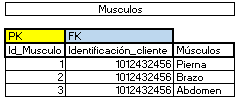 Musculos
PK FK
Id_Musculo Identificación_cliente Músculos
1 1012432456 Pierna
2 1012432456 Brazo
3 1012432456 Abdomen